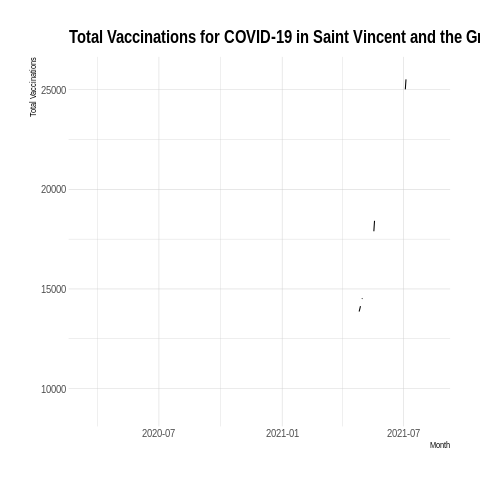 Total Vaccinations for COVID-19 in Saint Vincent and the Gr
Total Vaccinations
25000
20000
15000
10000
2020-07
2021-01
2021-07
Month